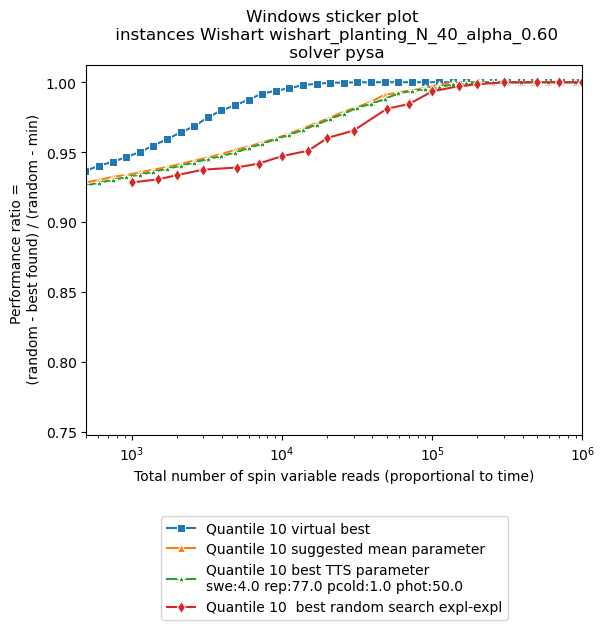 Windows sticker plot
instances Wishart wishart_planting_N_40_alpha_0.60
solver pysa
Performance ratio =
(random - best found) / (random - min)
1.00
0.95
0.90
0.85
0.80
0.75
10³
10⁴
10⁵
10⁶
Total number of spin variable reads (proportional to time)
Quantile 10 virtual best
Quantile 10 suggested mean parameter
Quantile 10 best TTS parameter
swe:4.0 rep:77.0 pcold:1.0 phot:50.0
Quantile 10  best random search expl-expl